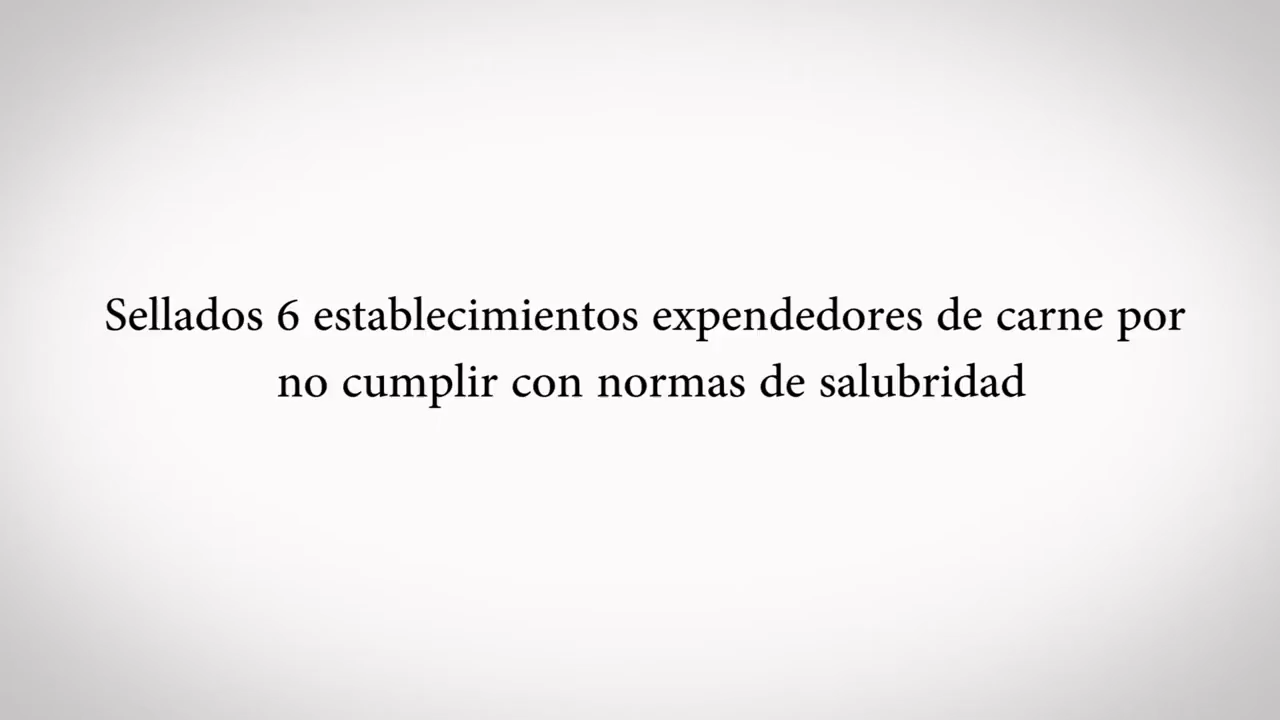 Sellados 6 establecimientos expendedores de carne por
no cumplir con normas de salubridad